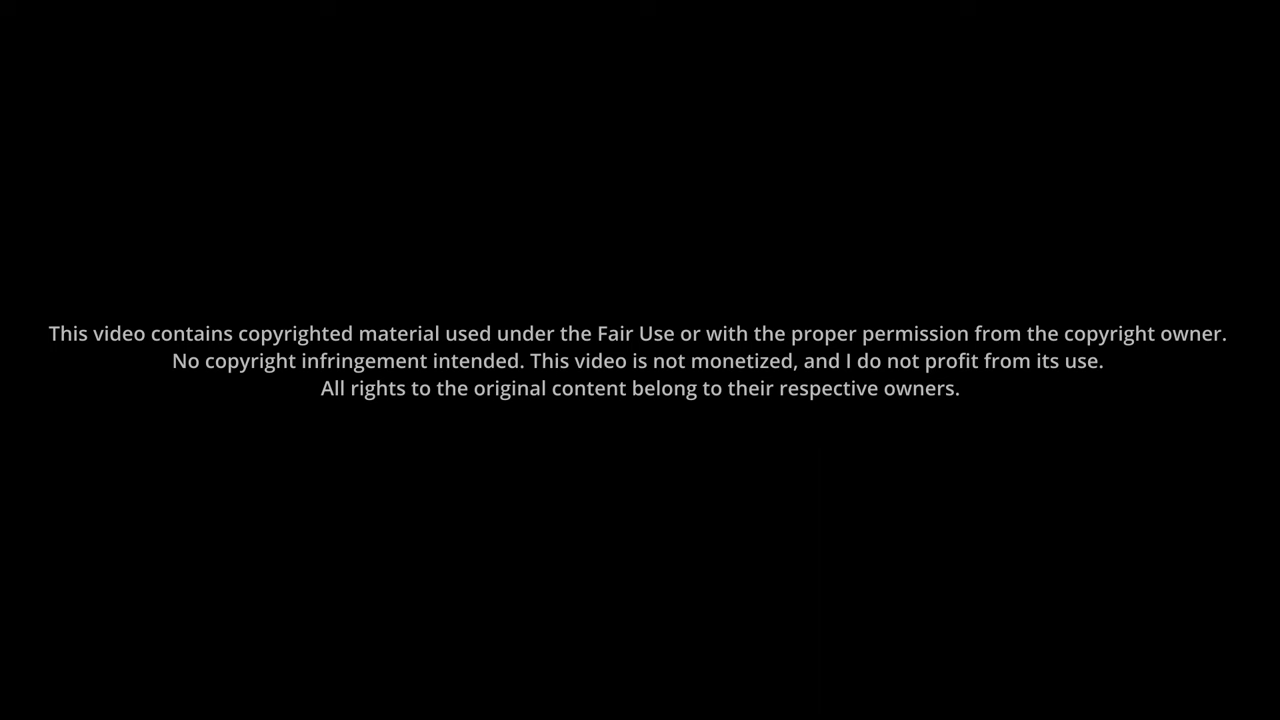 This video contains copyrighted material used under the Fair Use or with the proper permission from the copyright owner.
No copyright infringement intended. This video is not monetized, and I do not profit from its use.
All rights to the original content belong to their respective owners.